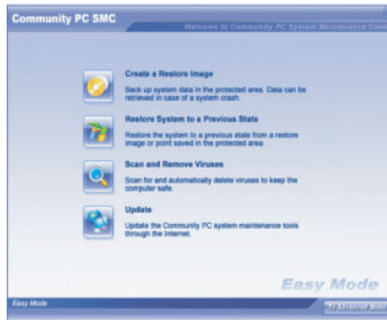 Community PC SMC
Welcome to Community PC System Maintenance Center
Create a Restore Image
Back up system data in the protected area. Data can be
retrieved in case of a system crash.
Restore System to a Previous State
Restore the system to a previous state from a restore
image or point saved in the protected area
Scan and Remove Viruses
Scan for and automatically delete viruses to keep the
computer safe.
Update
Update the Community PC system maintenance tools
through the Internet.
Easy Mode
Easy Mode
To Advanced Mode